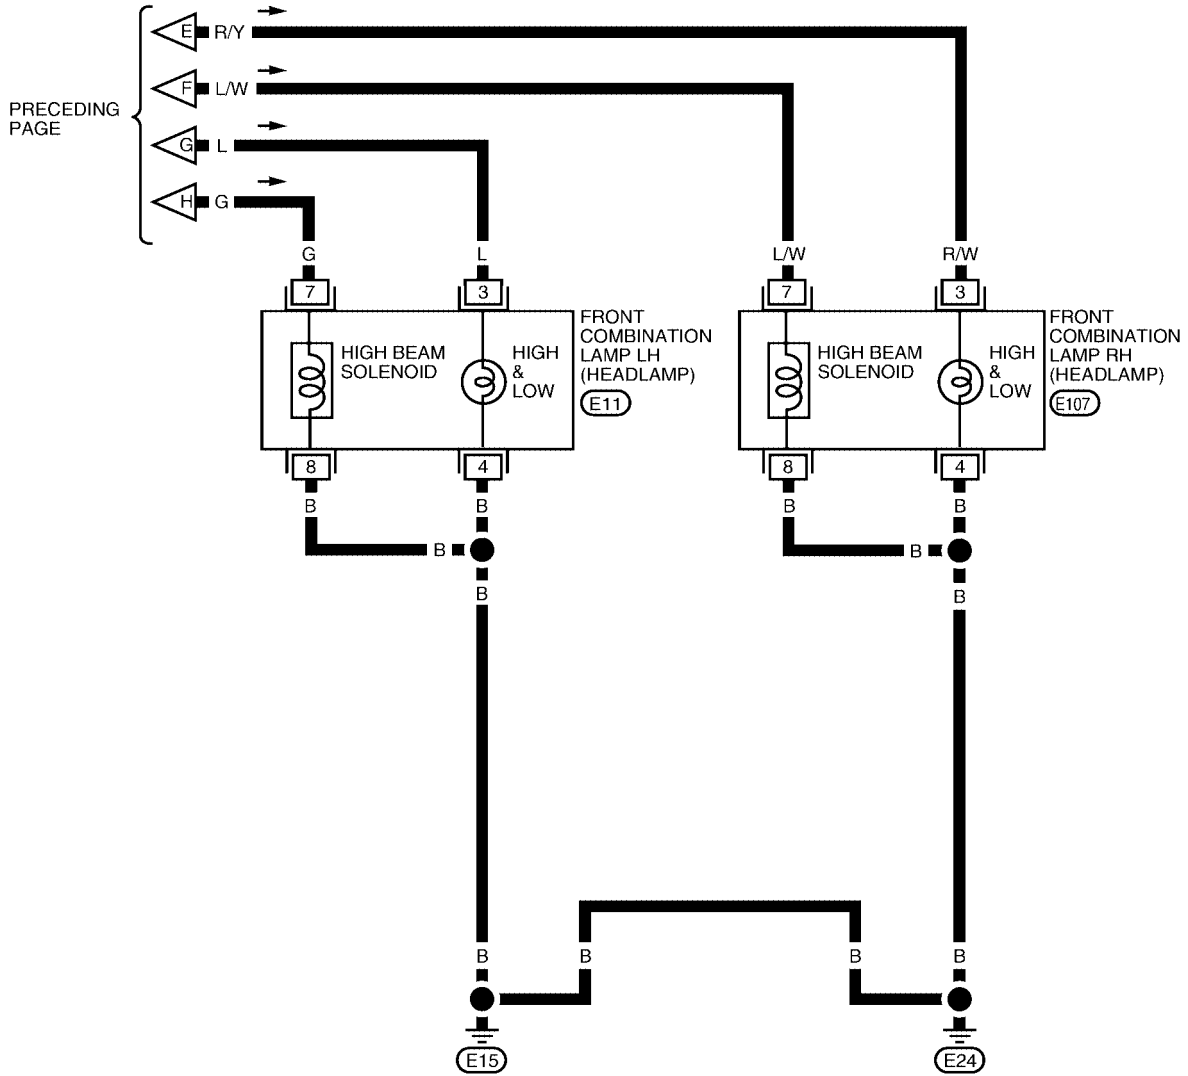 E R/Y
F L/W
PRECEDING
PAGE
G L
H G
G L L/W R/W
7 3 7 3
HIGH BEAM
SOLENOID
HIGH
&
LOW
FRONT
COMBINATION
LAMP LH
(HEADLAMP)
E11
HIGH BEAM
SOLENOID
HIGH
&
LOW
FRONT
COMBINATION
LAMP RH
(HEADLAMP)
E107
8 4 8 4
B B B B
B B
B B
B B B B
E15 E24